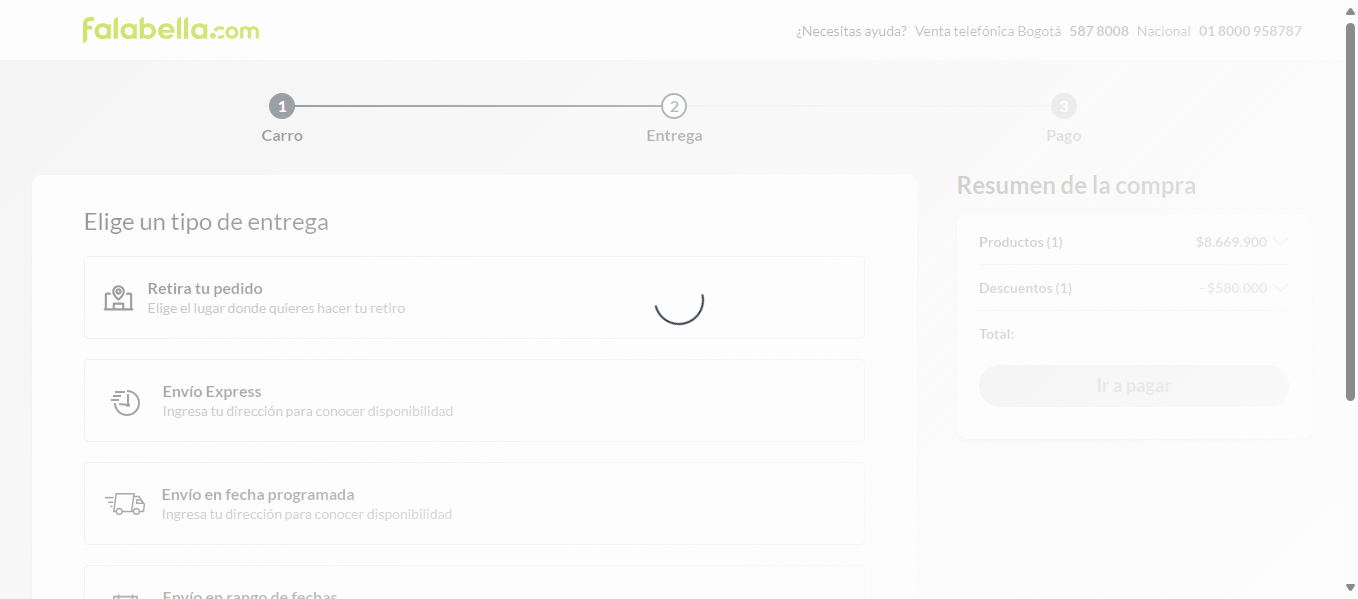 falabella.com
¿Necesitas ayuda? Venta telefónica Bogotá 587 8008 Nacional 01 8000 958787
1 2 3
Carro Entrega Pago
Elige un tipo de entrega
Retira tu pedido
Elige el lugar donde quieres hacer tu retiro
Envío Express
Ingresa tu dirección para conocer disponibilidad
Envío en fecha programada
Ingresa tu dirección para conocer disponibilidad
Envío en rango de fechas
Resumen de la compra
Productos (1) $8.669.900
Descuentos (1) - $580.000
Total:
Ir a pagar